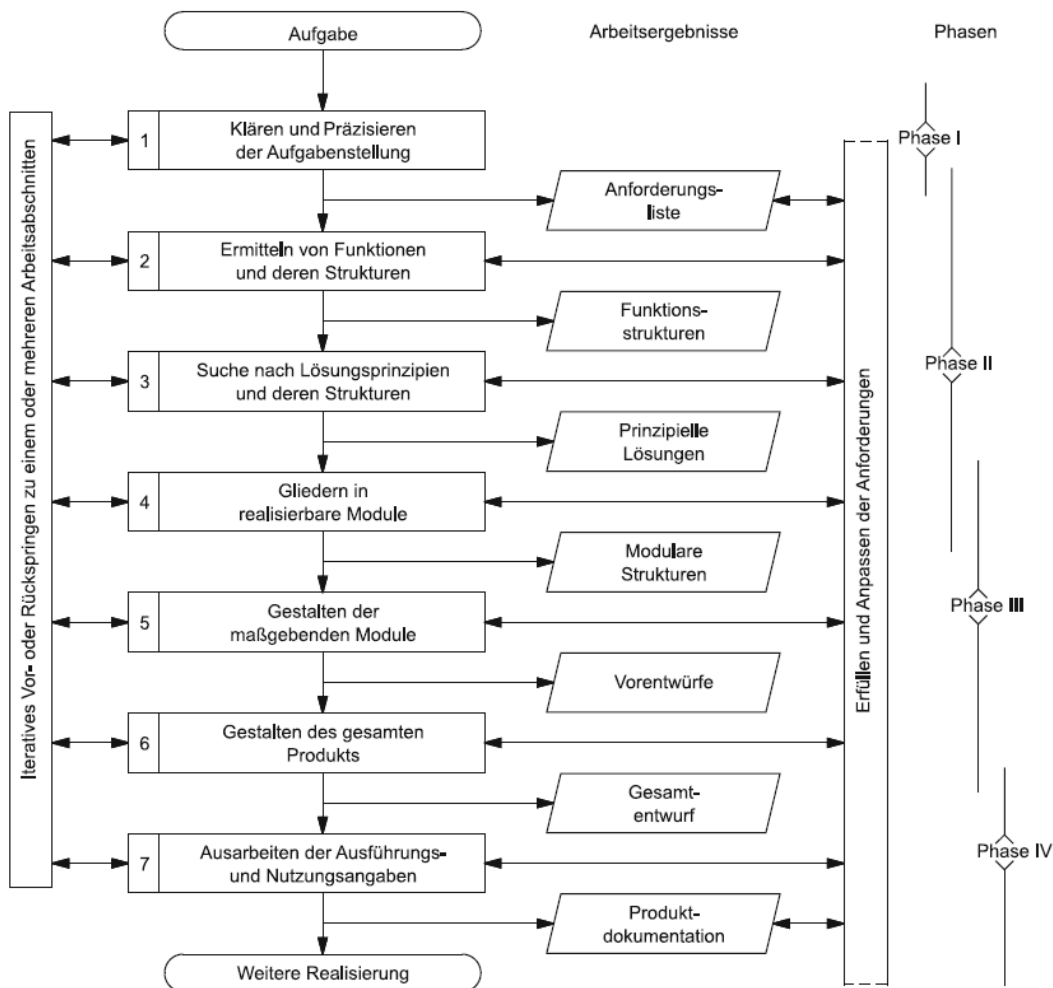 Aufgabe
Arbeitsergebnisse
Phasen
Iteratives Vor- oder Rückspringen zu einem oder mehreren Arbeitsabschnitten
1
Klären und Präzisieren
der Aufgabenstellung
Phase I
Anforderungs-
liste
2
Ermitteln von Funktionen
und deren Strukturen
Funktions-
strukturen
3
Suche nach Lösungsprinzipien
und deren Strukturen
Phase II
Prinzipielle
Lösungen
Erfüllen und Anpassen der Anforderungen
4
Gliedern in
realisierbare Module
Modulare
Strukturen
5
Gestalten der
maßgebenden Module
Phase III
Vorentwürfe
6
Gestalten des gesamten
Produkts
Gesamt-
entwurf
7
Ausarbeiten der Ausführungs-
und Nutzungsangaben
Phase IV
Produkt-
dokumentation
Weitere Realisierung